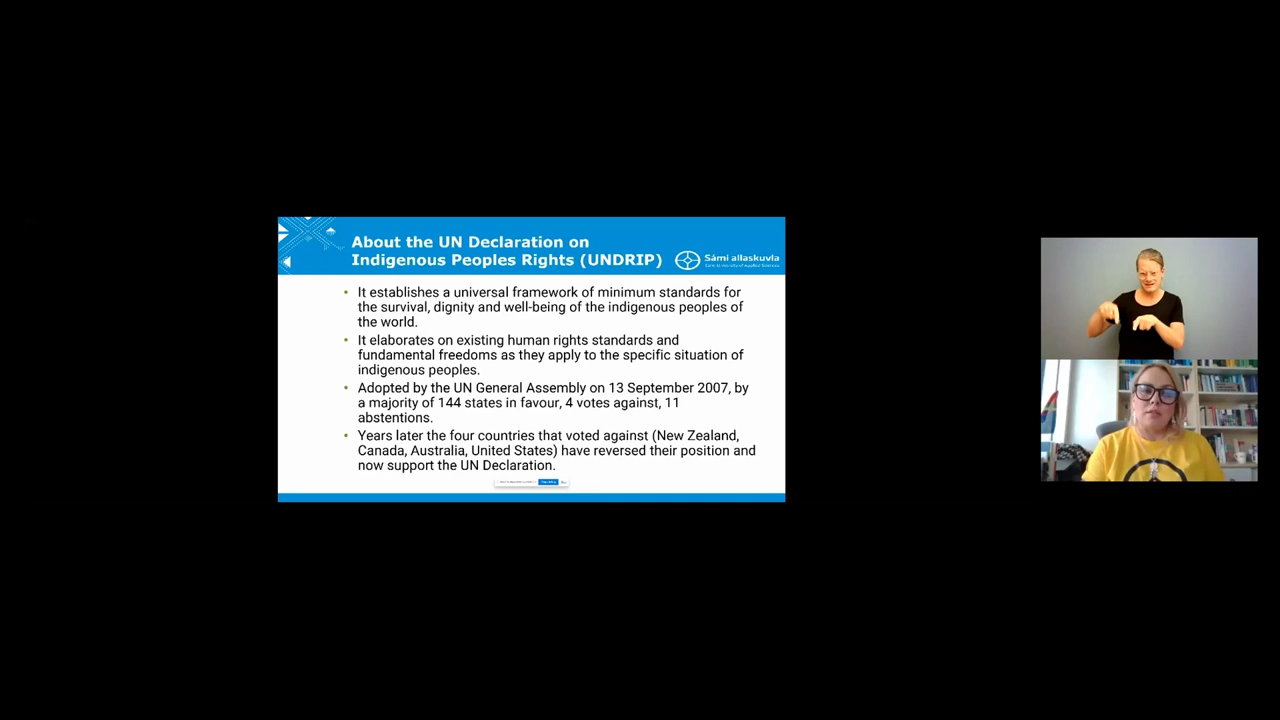 About the UN Declaration on
Indigenous Peoples Rights (UNDRIP)
Sámi allaskuvla
Sámi University of Applied Sciences
• It establishes a universal framework of minimum standards for
the survival, dignity and well-being of the indigenous peoples of
the world.
• It elaborates on existing human rights standards and
fundamental freedoms as they apply to the specific situation of
indigenous peoples.
• Adopted by the UN General Assembly on 13 September 2007, by
a majority of 144 states in favour, 4 votes against, 11
abstentions.
• Years later the four countries that voted against (New Zealand,
Canada, Australia, United States) have reversed their position and
now support the UN Declaration.